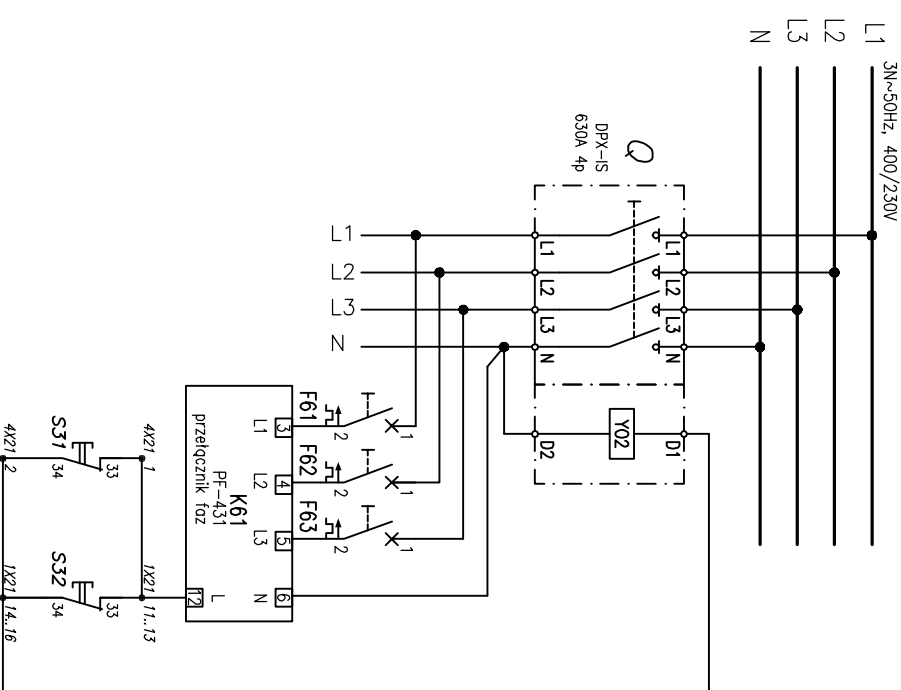 3N~50Hz, 400/230V
L1
L2
L3
N
Q
DPX-IS
630A 4p
L1
L2
L3
N
L1
L2
L3
N
D1
Y02
D2
L1
L2
L3
N
F61
1
2
F62
1
2
F63
1
2
3
4
5
6
L1
L2
L3
N
K61
PF-431
przełącznik faz
L
12
4X21 1
1X21 11..13
S31
33
34
S32
33
34
4X21 2
1X21 14..16